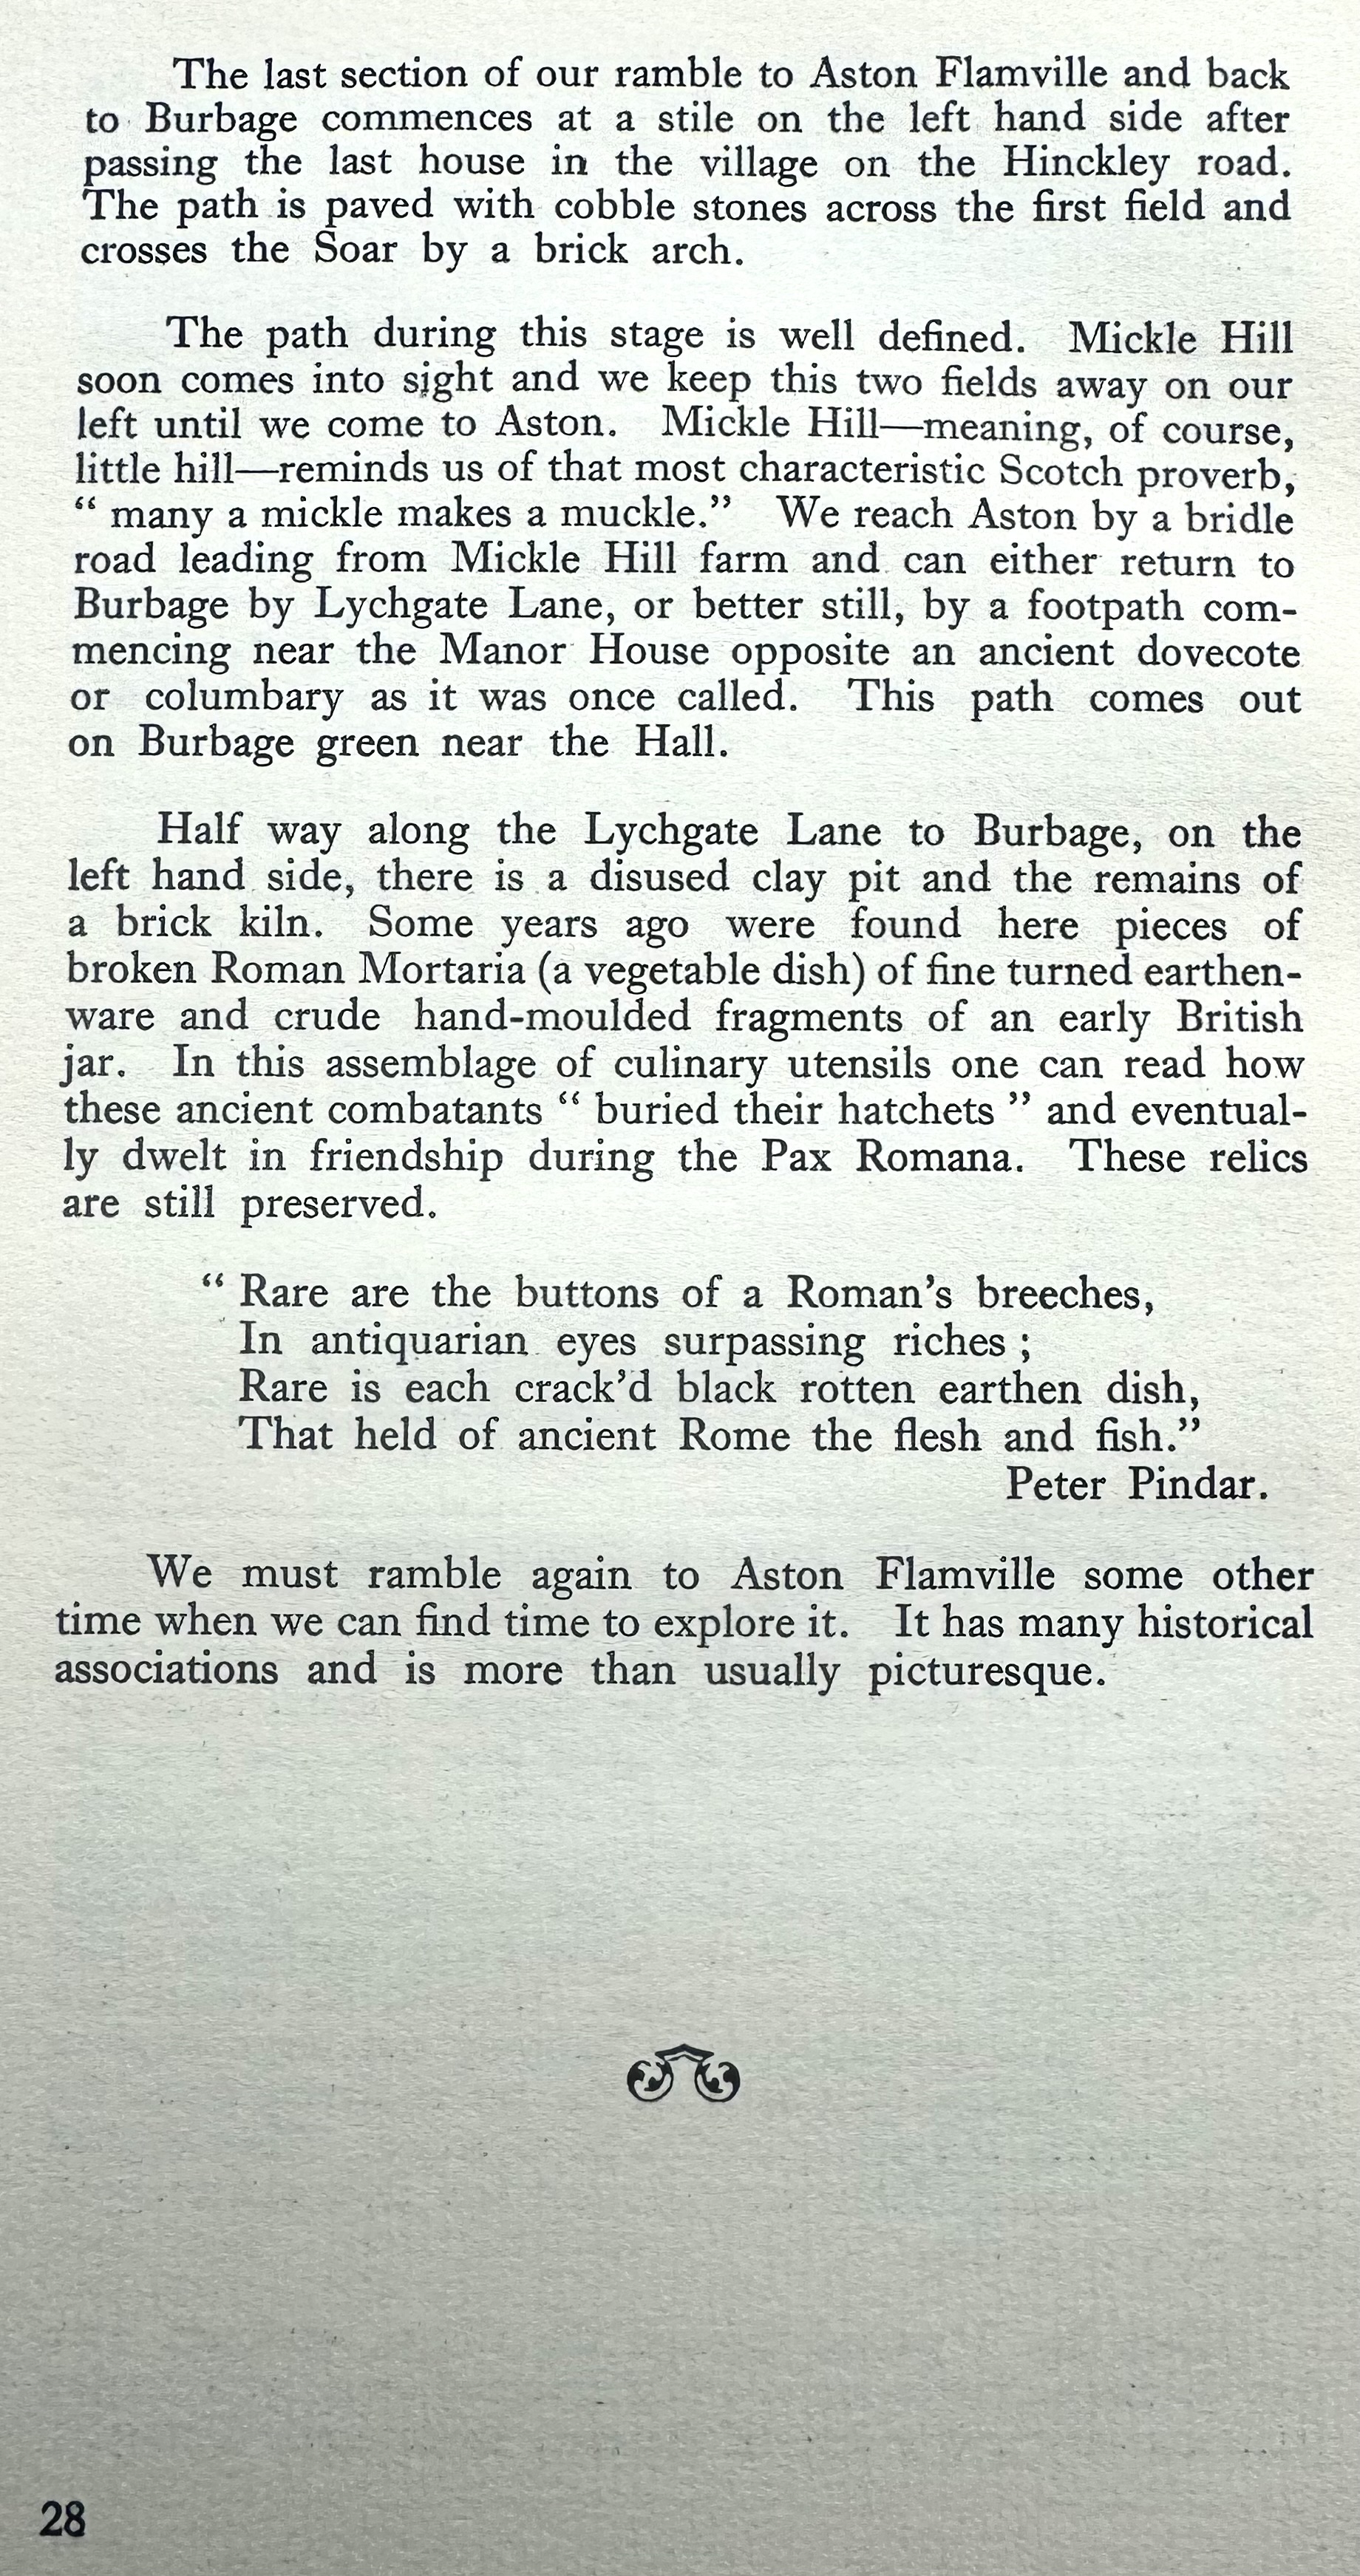 The last section of our ramble to Aston Flamville and back
to Burbage commences at a stile on the left hand side after
passing the last house in the village on the Hinckley road.
The path is paved with cobble stones across the first field and
crosses the Soar by a brick arch.
The path during this stage is well defined. Mickle Hill
soon comes into sight and we keep this two fields away on our
left until we come to Aston. Mickle Hill—meaning, of course,
little hill—reminds us of that most characteristic Scotch proverb,
“ many a mickle makes a muckle.” We reach Aston by a bridle
road leading from Mickle Hill farm and can either return to
Burbage by Lychgate Lane, or better still, by a footpath com-
mencing near the Manor House opposite an ancient dovecote
or columbary as it was once called. This path comes out
on Burbage green near the Hall.
Half way along the Lychgate Lane to Burbage, on the
left hand side, there is a disused clay pit and the remains of
a brick kiln. Some years ago were found here pieces of
broken Roman Mortaria (a vegetable dish) of fine turned earthen-
ware and crude hand-moulded fragments of an early British
jar. In this assemblage of culinary utensils one can read how
these ancient combatants “ buried their hatchets ” and eventual-
ly dwelt in friendship during the Pax Romana. These relics
are still preserved.
“ Rare are the buttons of a Roman’s breeches,
In antiquarian eyes surpassing riches ;
Rare is each crack’d black rotten earthen dish,
That held of ancient Rome the flesh and fish.”
Peter Pindar.
We must ramble again to Aston Flamville some other
time when we can find time to explore it. It has many historical
associations and is more than usually picturesque.
28